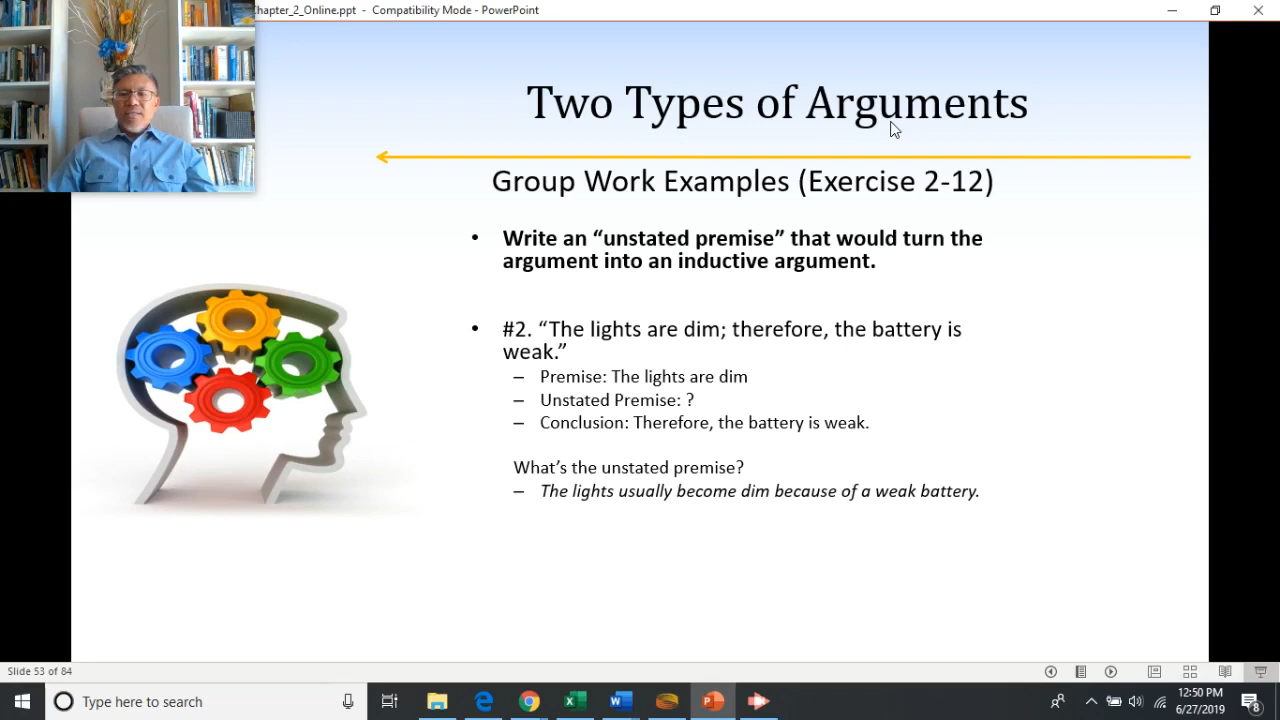 Chapter_2_Online.ppt - Compatibility Mode - PowerPoint
Two Types of Arguments
Group Work Examples (Exercise 2-12)
• Write an “unstated premise” that would turn the
argument into an inductive argument.
• #2. “The lights are dim; therefore, the battery is
weak.”
– Premise: The lights are dim
– Unstated Premise: ?
– Conclusion: Therefore, the battery is weak.
What’s the unstated premise?
– The lights usually become dim because of a weak battery.
Slide 53 of 84
Type here to search
12:50 PM
6/27/2019
8